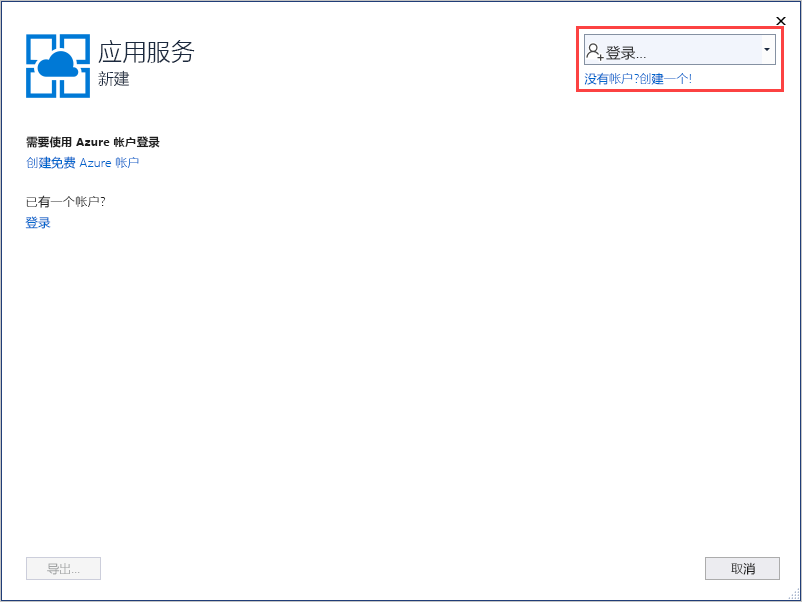 应用服务
新建
登录...
没有帐户?创建一个!
需要使用 Azure 帐户登录
创建免费 Azure 帐户
已有一个帐户?
登录
导出...
取消